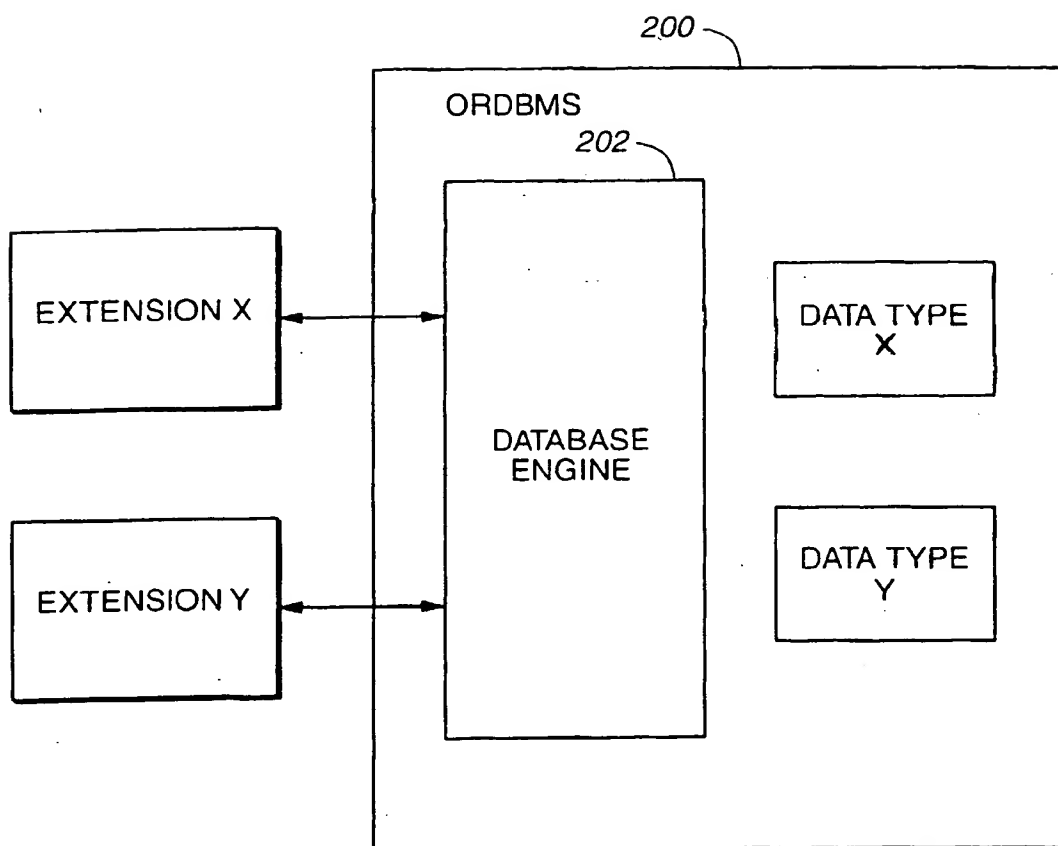 200
ORDBMS
202
EXTENSION X
DATA TYPE
X
DATABASE
ENGINE
EXTENSION Y
DATA TYPE
Y